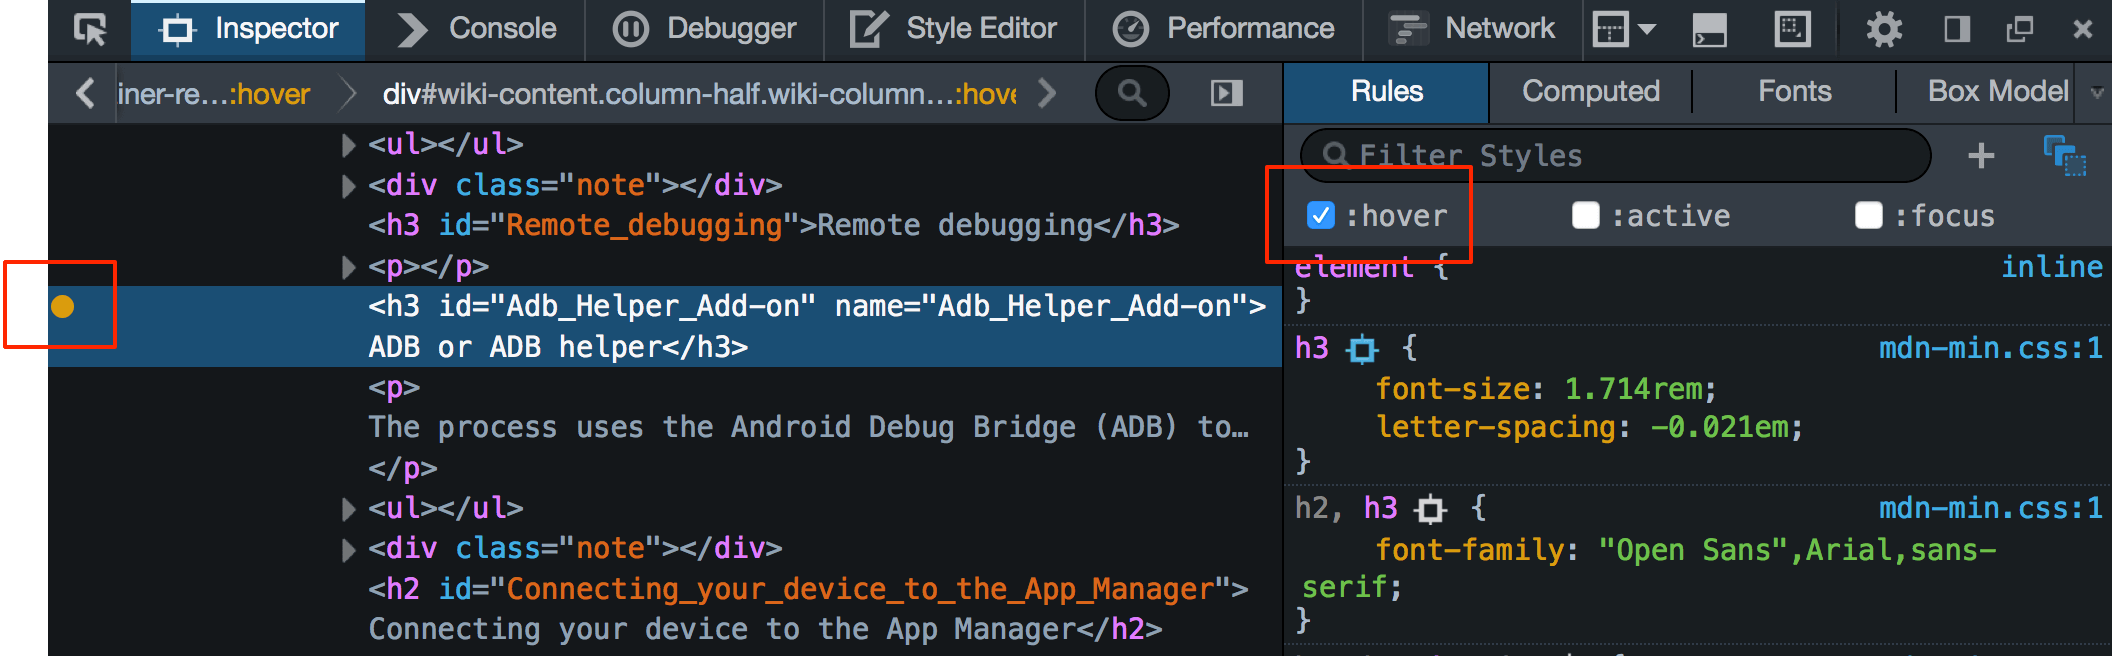 Inspector Console Debugger Style Editor Performance Network
iner-re…:hover div#wiki-content.column-half.wiki-column…:hove
Rules Computed Fonts Box Model
Filter Styles
:hover :active :focus
<ul></ul>
<div class="note"></div>
<h3 id="Remote_debugging">Remote debugging</h3>
<p></p>
<h3 id="Adb_Helper_Add-on" name="Adb_Helper_Add-on">
ADB or ADB helper</h3>
<p>
The process uses the Android Debug Bridge (ADB) to…
</p>
<ul></ul>
<div class="note"></div>
<h2 id="Connecting_your_device_to_the_App_Manager">
Connecting your device to the App Manager</h2>
element { inline
}
h3 { mdn-min.css:1
font-size: 1.714rem;
letter-spacing: -0.021em;
}
h2, h3 { mdn-min.css:1
font-family: "Open Sans",Arial,sans-
serif;
}